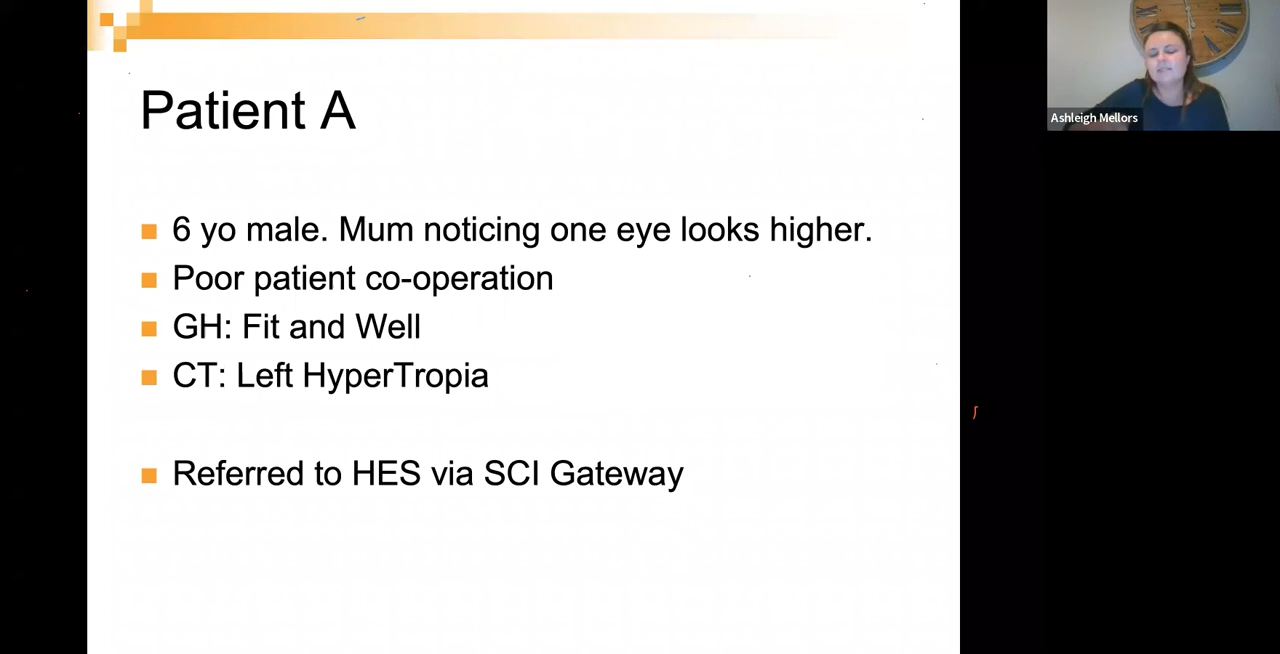 Patient A
6 yo male. Mum noticing one eye looks higher.
Poor patient co-operation
GH: Fit and Well
CT: Left HyperTropia
Referred to HES via SCI Gateway
Ashleigh Mellors